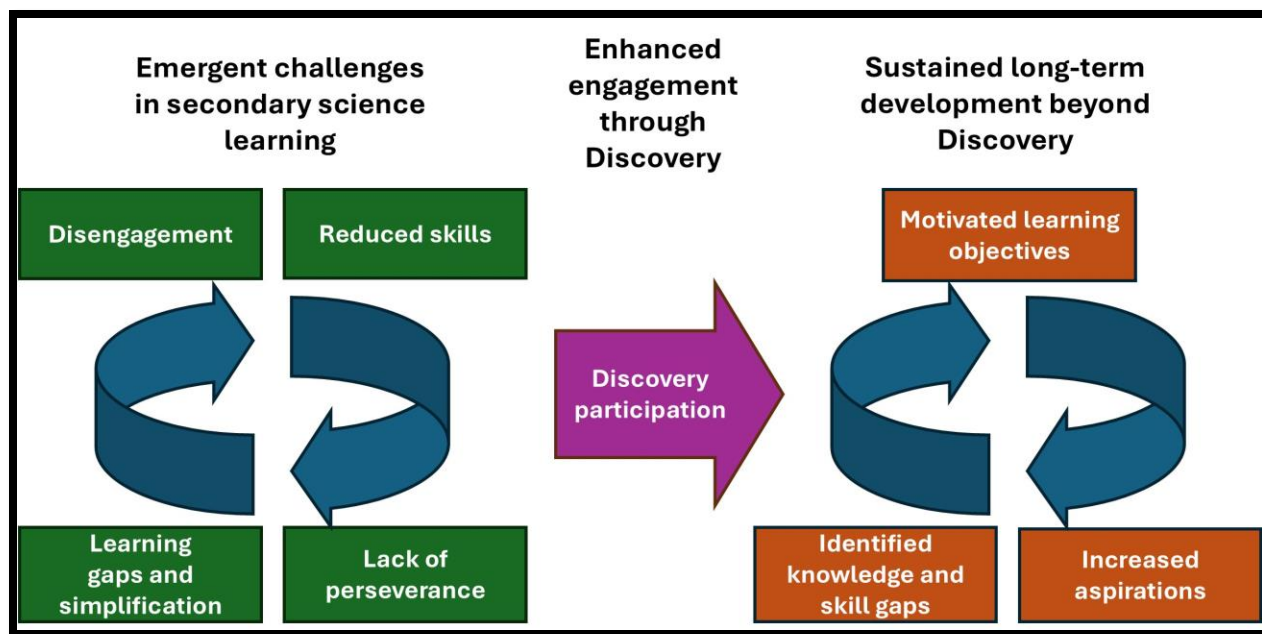 Emergent challenges
in secondary science
learning
Enhanced
engagement
through
Discovery
Sustained long-term
development beyond
Discovery
Disengagement
Reduced skills
Learning
gaps and
simplification
Lack of
perseverance
Discovery
participation
Motivated learning
objectives
Identified
knowledge and
skill gaps
Increased
aspirations